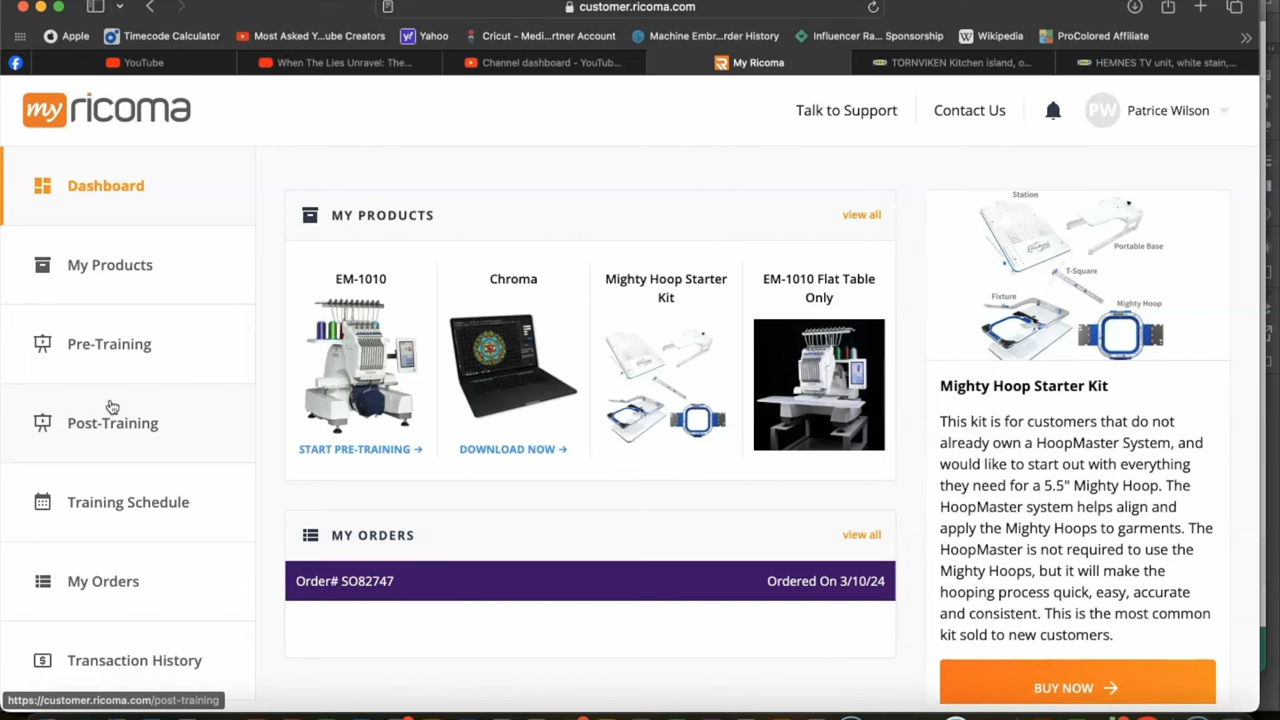 customer.ricoma.com
Apple
Timecode Calculator
Most Asked Y...ube Creators
Yahoo
Cricut - Medi...rtner Account
Machine Emb...rder History
Influencer Ra... Sponsorship
Wikipedia
ProColored Affiliate
YouTube
When The Lies Unravel: The...
Channel dashboard - YouTub...
My Ricoma
TORNVIKEN Kitchen island, o...
HEMNES TV unit, white stain,...
my ricoma
Talk to Support
Contact Us
PW
Patrice Wilson
Dashboard
My Products
Pre-Training
Post-Training
Training Schedule
My Orders
Transaction History
MY PRODUCTS
view all
EM-1010
START PRE-TRAINING →
Chroma
DOWNLOAD NOW →
Mighty Hoop Starter
Kit
EM-1010 Flat Table
Only
MY ORDERS
view all
Order# SO82747
Ordered On 3/10/24
Station
Portable Base
T-Square
Fixture
Mighty Hoop
Mighty Hoop Starter Kit
This kit is for customers that do not
already own a HoopMaster System, and
would like to start out with everything
they need for a 5.5" Mighty Hoop. The
HoopMaster system helps align and
apply the Mighty Hoops to garments. The
HoopMaster is not required to use the
Mighty Hoops, but it will make the
hooping process quick, easy, accurate
and consistent. This is the most common
kit sold to new customers.
BUY NOW →
https://customer.ricoma.com/post-training